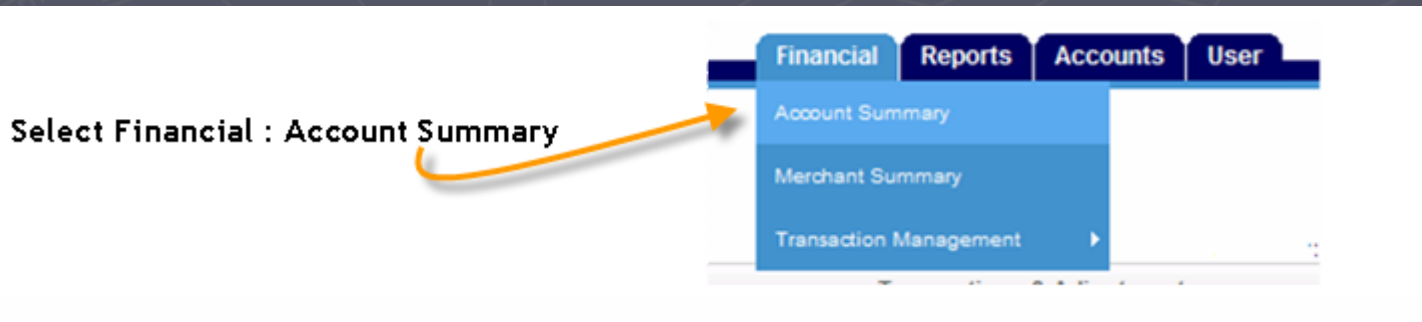 Financial Reports Accounts User
Account Summary
Select Financial : Account Summary
Merchant Summary
Transaction Management